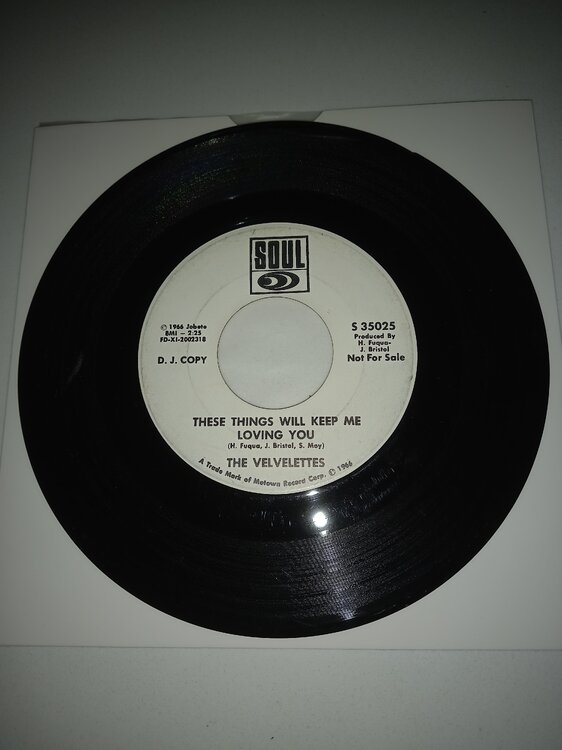 SOUL
© 1966 Jobete
BMI — 2:25
FD-XI-2002318
D. J. COPY
S 35025
Produced By
H. Fuqua-
J. Bristol
Not For Sale
THESE THINGS WILL KEEP ME
LOVING YOU
(H. Fuqua, J. Bristol, S. Moy)
THE VELVELETTES
A Trade Mark of Motown Record Corp. © 1966